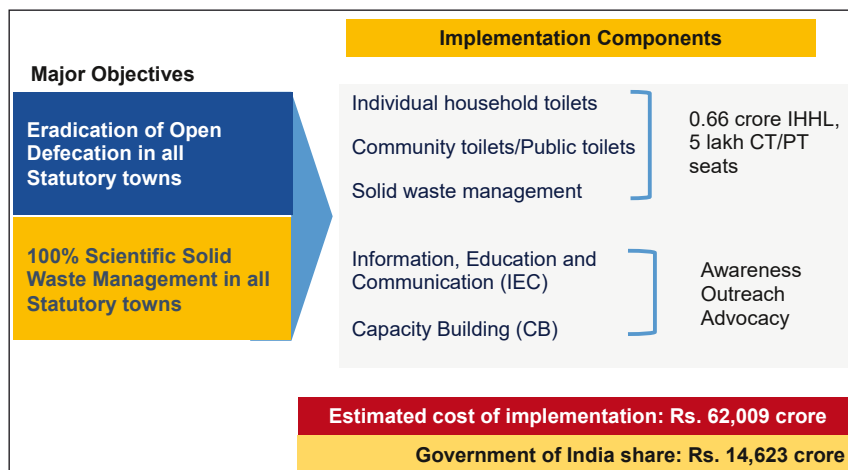 Implementation Components
Major Objectives
Eradication of Open
Defecation in all
Statutory towns
100% Scientific Solid
Waste Management in all
Statutory towns
Individual household toilets
Community toilets/Public toilets
Solid waste management
0.66 crore IHHL,
5 lakh CT/PT
seats
Information, Education and
Communication (IEC)
Capacity Building (CB)
Awareness
Outreach
Advocacy
Estimated cost of implementation: Rs. 62,009 crore
Government of India share: Rs. 14,623 crore